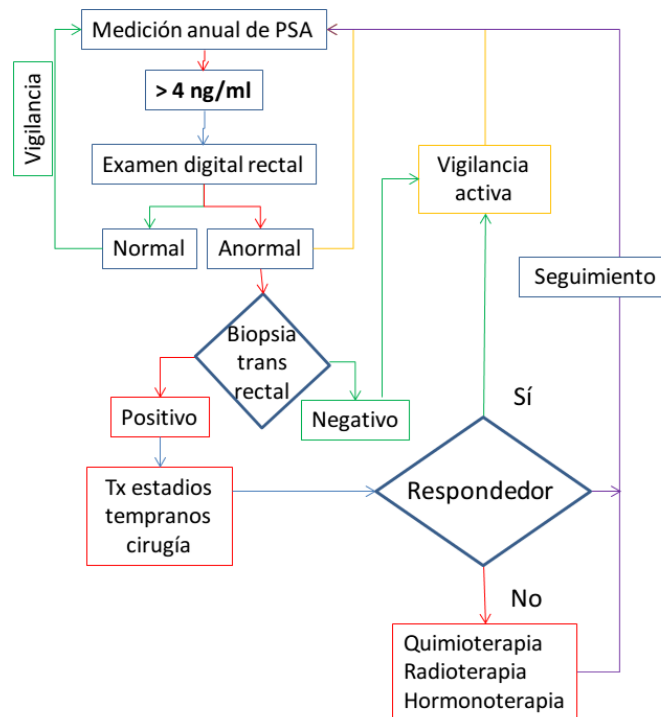 Medición anual de PSA
> 4 ng/ml
Vigilancia
Examen digital rectal
Vigilancia
activa
Normal
Anormal
Seguimiento
Biopsia
trans
rectal
Positivo
Negativo
Sí
Tx estadios
tempranos
cirugía
Respondedor
No
Quimioterapia
Radioterapia
Hormonoterapia